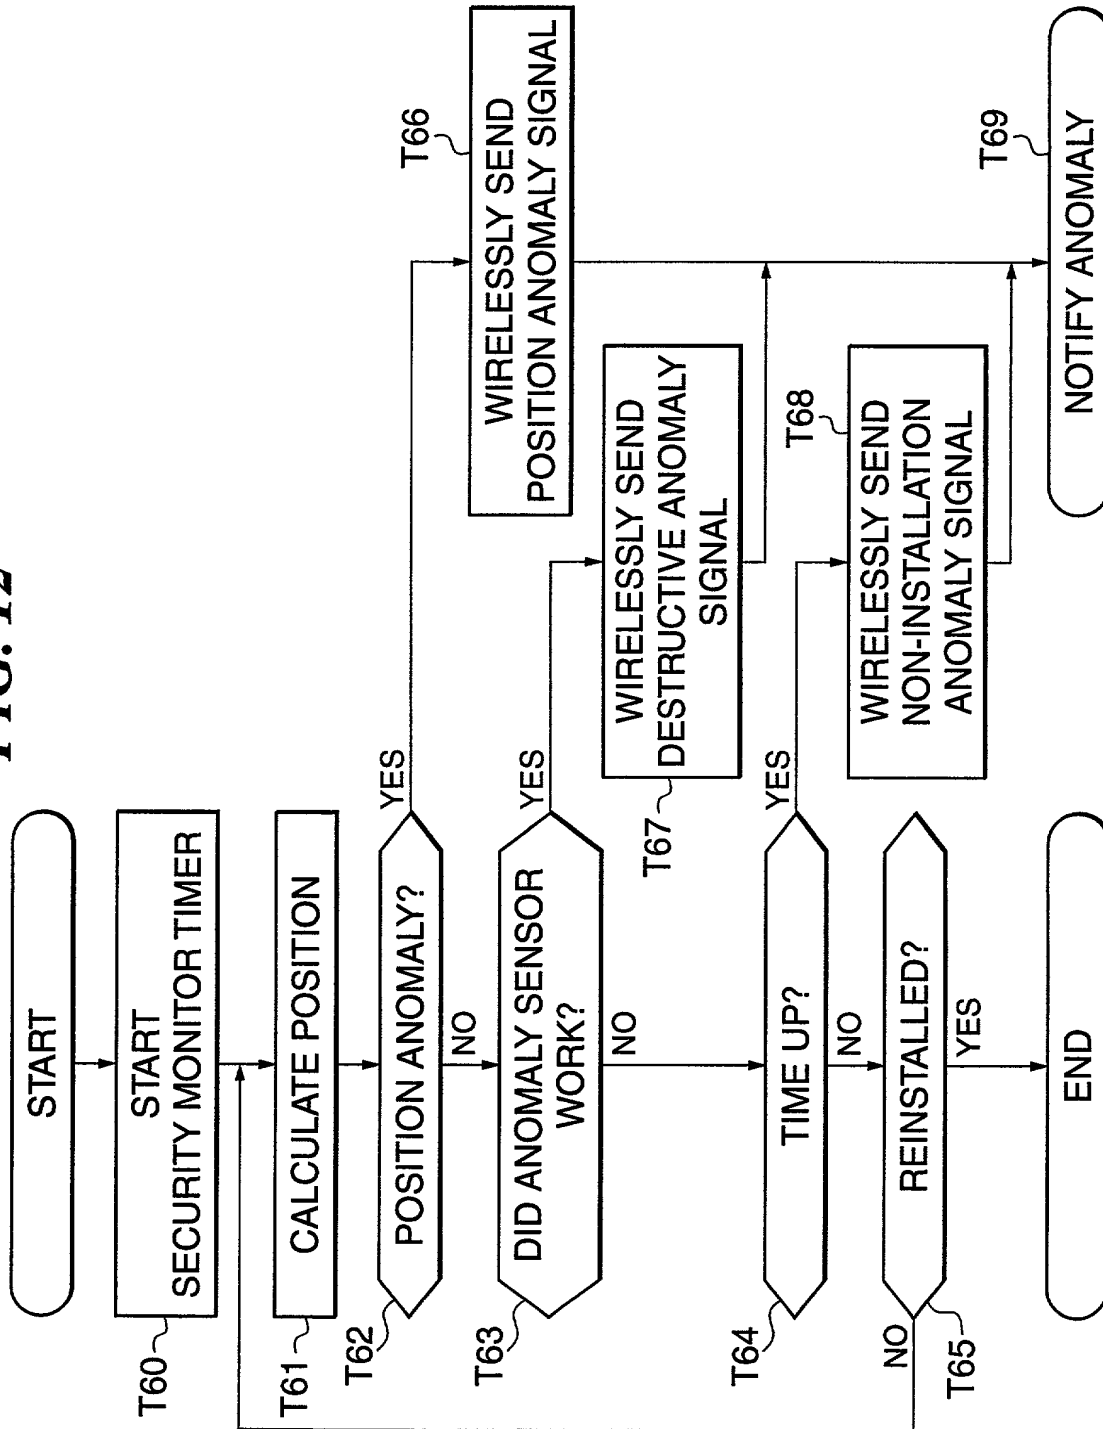 FIG. 12
START
T60
START
SECURITY MONITOR TIMER
T61
CALCULATE POSITION
T62
POSITION ANOMALY?
YES
NO
T66
WIRELESSLY SEND
POSITION ANOMALY SIGNAL
T63
DID ANOMALY SENSOR
WORK?
YES
NO
T67
WIRELESSLY SEND
DESTRUCTIVE ANOMALY
SIGNAL
T64
TIME UP?
YES
NO
T68
WIRELESSLY SEND
NON-INSTALLATION
ANOMALY SIGNAL
T65
REINSTALLED?
NO
YES
END
T69
NOTIFY ANOMALY